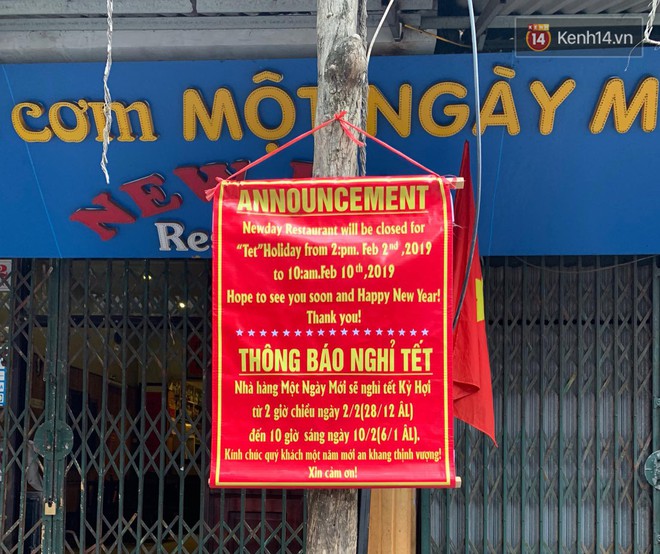 KENH 14 Kenh14.vn
CƠM MỘT NGÀY M
NEW
Res
ANNOUNCEMENT
Newday Restaurant will be closed for
"Tet"Holiday from 2:pm. Feb 2nd ,2019
to 10:am.Feb 10th,2019
Hope to see you soon and Happy New Year!
Thank you!
THÔNG BÁO NGHỈ TẾT
Nhà hàng Một Ngày Mới sẽ nghỉ tết Kỷ Hợi
từ 2 giờ chiều ngày 2/2(28/12 ÂL)
đến 10 giờ sáng ngày 10/2(6/1 ÂL).
Kính chúc quý khách một năm mới an khang thịnh vượng!
Xin cảm ơn!